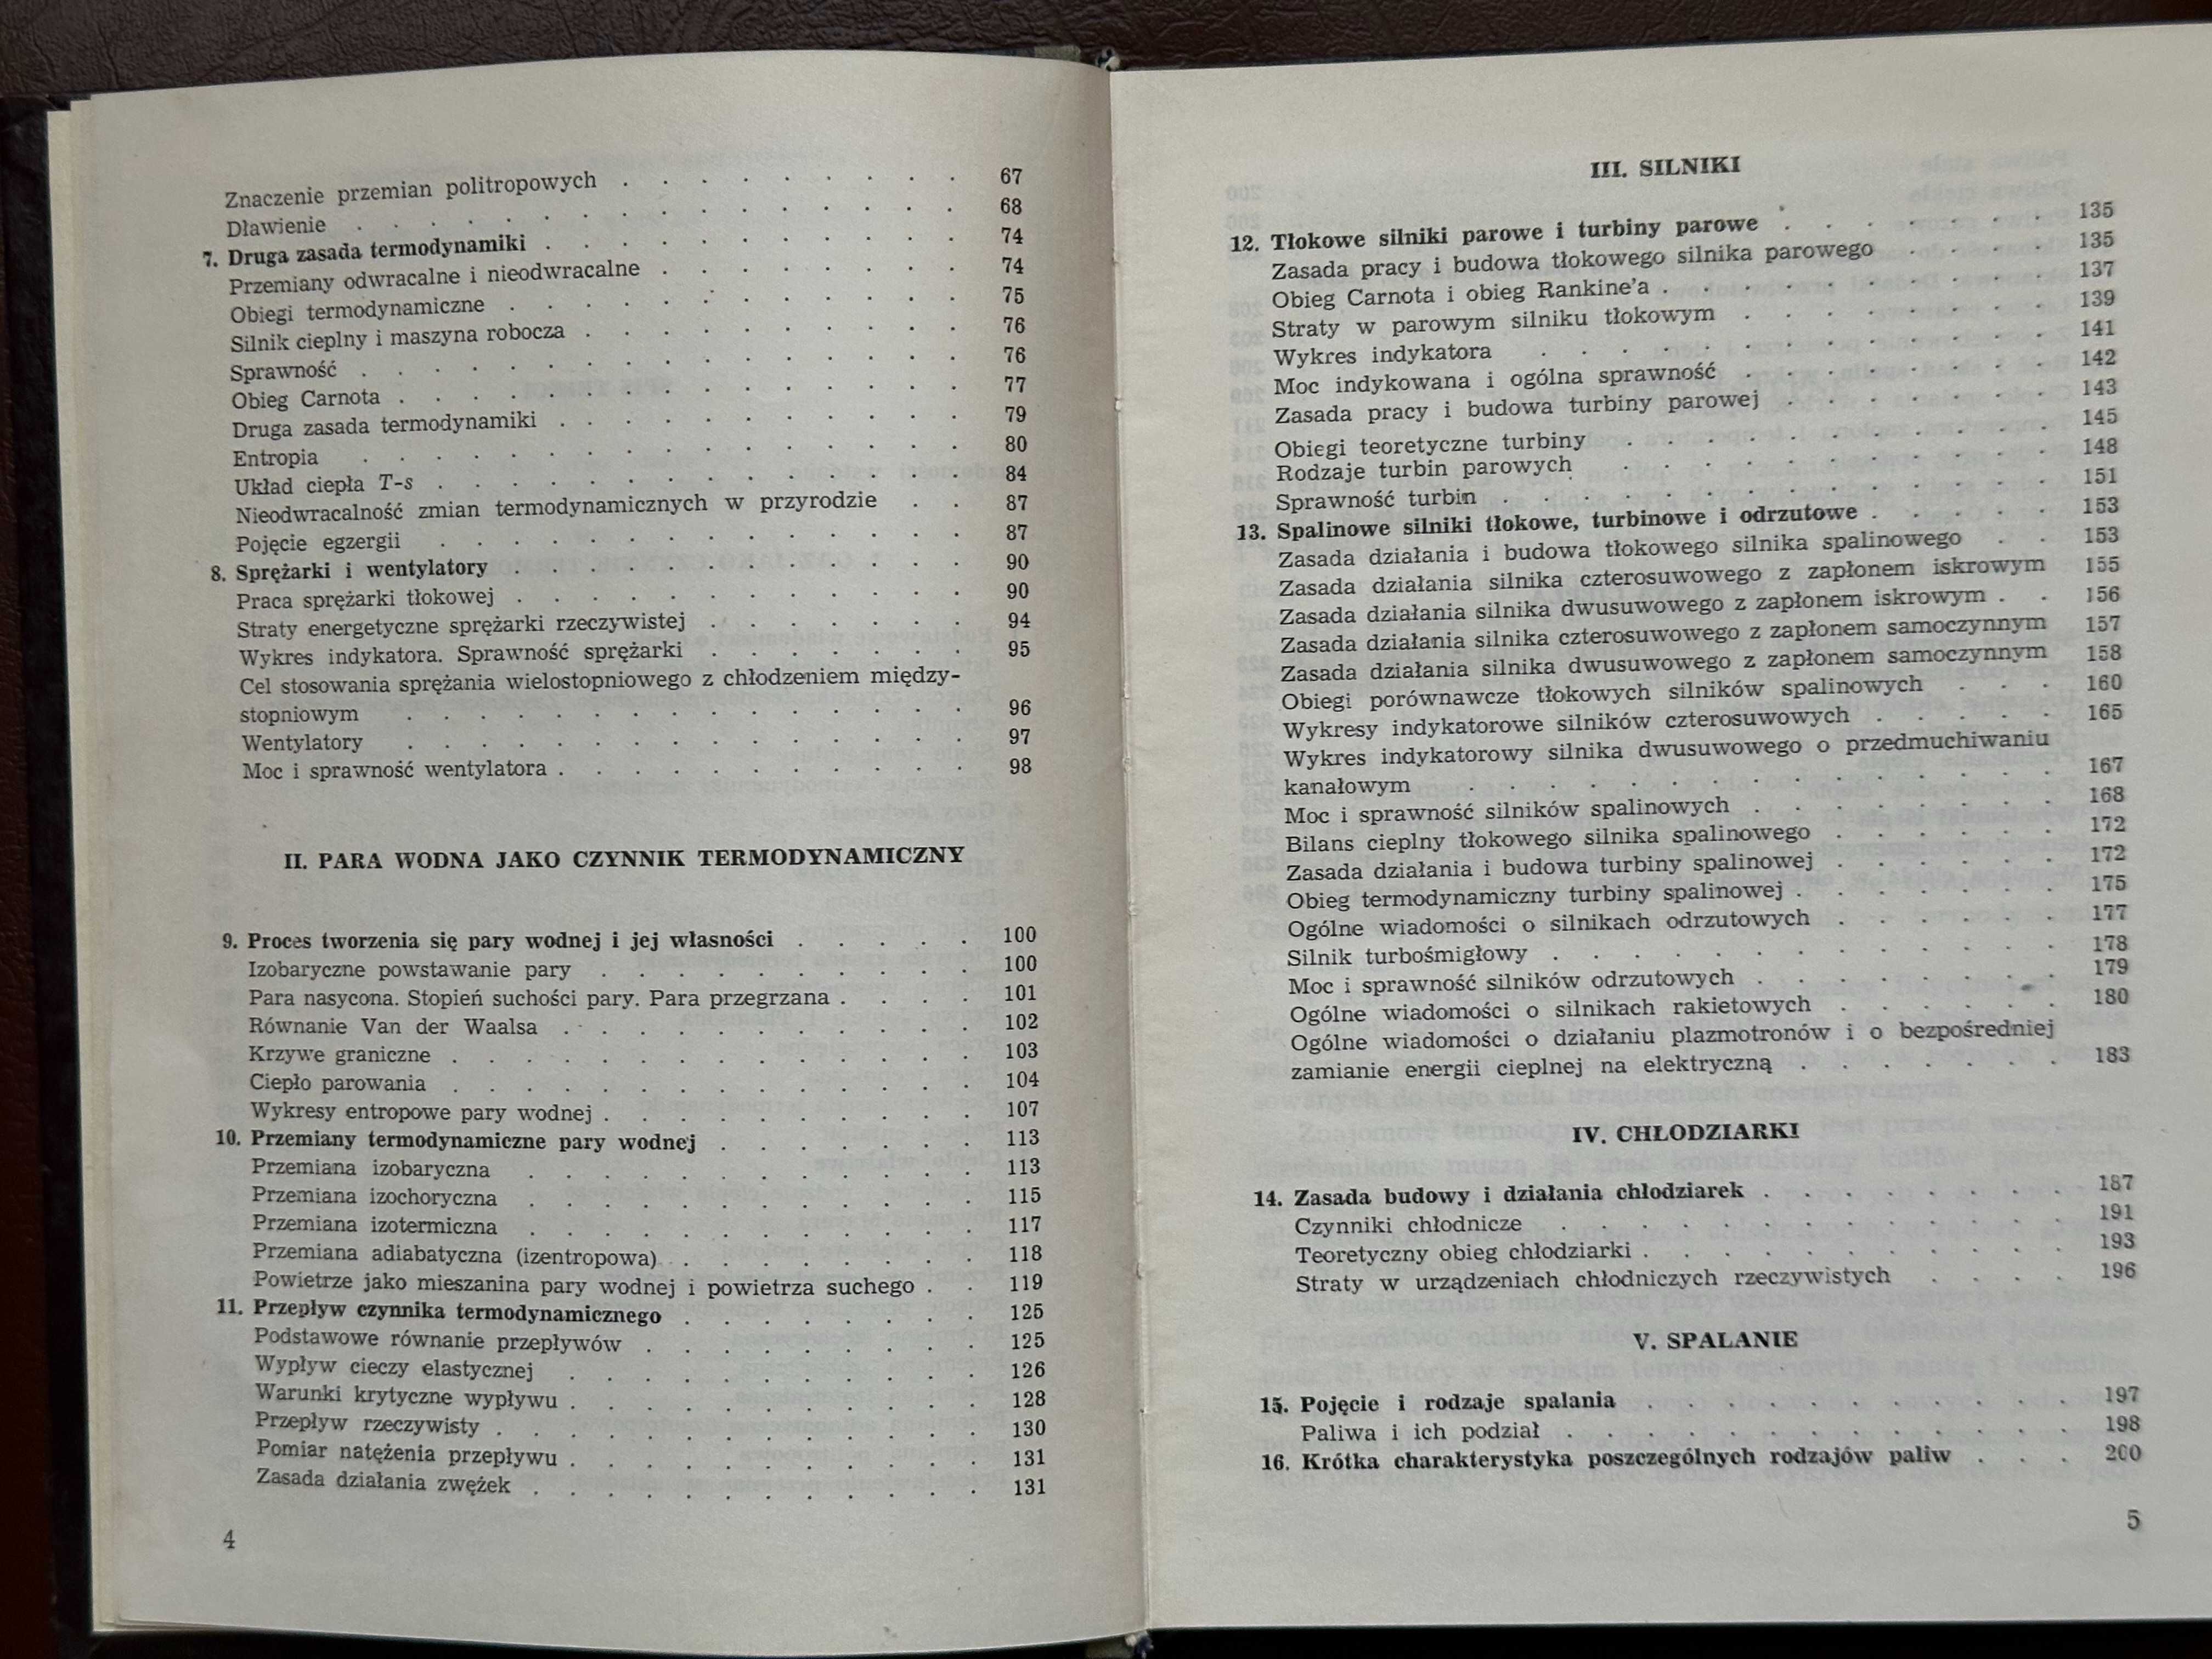 Znaczenie przemian politropowych . . . . . . . . . 67
Dławienie . . . . . . . . . . . . 68
7. Druga zasada termodynamiki . . . . . . . . . 74
Przemiany odwracalne i nieodwracalne . . . . . . . . 74
Obiegi termodynamiczne . . . . . . . . . . 75
Silnik cieplny i maszyna robocza . . . . . . . . 76
Sprawność . . . . . . . . . . . . 76
Obieg Carnota . . . . . . . . . . . 77
Druga zasada termodynamiki . . . . . . . . . 79
Entropia . . . . . . . . . . . . 80
Układ ciepła T-s . . . . . . . . . . . 84
Nieodwracalność zmian termodynamicznych w przyrodzie . . 87
Pojęcie egzergii . . . . . . . . . . . 87
8. Sprężarki i wentylatory . . . . . . . . . . 90
Praca sprężarki tłokowej . . . . . . . . . . 90
Straty energetyczne sprężarki rzeczywistej . . . . . . . 94
Wykres indykatora. Sprawność sprężarki . . . . . . . 95
Cel stosowania sprężania wielostopniowego z chłodzeniem między-
stopniowym . . . . . . . . . . . . 96
Wentylatory . . . . . . . . . . . . 97
Moc i sprawność wentylatora . . . . . . . . . 98
II. PARA WODNA JAKO CZYNNIK TERMODYNAMICZNY
9. Proces tworzenia się pary wodnej i jej własności . . . . . 100
Izobaryczne powstawanie pary . . . . . . . . . 100
Para nasycona. Stopień suchości pary. Para przegrzana . . . . 101
Równanie Van der Waalsa . . . . . . . . . 102
Krzywe graniczne . . . . . . . . . . . 103
Ciepło parowania . . . . . . . . . . . 104
Wykresy entropowe pary wodnej . . . . . . . . . 107
10. Przemiany termodynamiczne pary wodnej . . . . . . . 113
Przemiana izobaryczna . . . . . . . . . . 113
Przemiana izochoryczna . . . . . . . . . . 115
Przemiana izotermiczna . . . . . . . . . . 117
Przemiana adiabatyczna (izentropowa) . . . . . . . . 118
Powietrze jako mieszanina pary wodnej i powietrza suchego . . 119
11. Przepływ czynnika termodynamicznego . . . . . . . . 125
Podstawowe równanie przepływów . . . . . . . . . 125
Wypływ cieczy elastycznej . . . . . . . . . . 126
Warunki krytyczne wypływu . . . . . . . . . . 128
Przepływ rzeczywisty . . . . . . . . . . . 130
Pomiar natężenia przepływu . . . . . . . . . . 131
Zasada działania zwężek . . . . . . . . . . 131
4
III. SILNIKI
12. Tłokowe silniki parowe i turbiny parowe . . . . . . . 135
Zasada pracy i budowa tłokowego silnika parowego . . . . 135
Obieg Carnota i obieg Rankine'a . . . . . . . . . 137
Straty w parowym silniku tłokowym . . . . . . . . 139
Wykres indykatora . . . . . . . . . . . 141
Moc indykowana i ogólna sprawność . . . . . . . . 142
Zasada pracy i budowa turbiny parowej . . . . . . . 143
Obiegi teoretyczne turbiny . . . . . . . . . . 145
Rodzaje turbin parowych . . . . . . . . . . 148
Sprawność turbin . . . . . . . . . . . 151
13. Spalinowe silniki tłokowe, turbinowe i odrzutowe . . . . . 153
Zasada działania i budowa tłokowego silnika spalinowego . . 153
Zasada działania silnika czterosuwowego z zapłonem iskrowym 155
Zasada działania silnika dwusuwowego z zapłonem iskrowym . . 156
Zasada działania silnika czterosuwowego z zapłonem samoczynnym 157
Zasada działania silnika dwusuwowego z zapłonem samoczynnym 158
Obiegi porównawcze tłokowych silników spalinowych . . . 160
Wykresy indykatorowe silników czterosuwowych . . . . . 165
Wykres indykatorowy silnika dwusuwowego o przedmuchiwaniu
kanałowym . . . . . . . . . . . 167
Moc i sprawność silników spalinowych . . . . . . . . 168
Bilans cieplny tłokowego silnika spalinowego . . . . . . 172
Zasada działania i budowa turbiny spalinowej . . . . . . 172
Obieg termodynamiczny turbiny spalinowej . . . . . . . 175
Ogólne wiadomości o silnikach odrzutowych . . . . . . 177
Silnik turbośmigłowy . . . . . . . . . . . 178
Moc i sprawność silników odrzutowych . . . . . . . . 179
Ogólne wiadomości o silnikach rakietowych . . . . . . 180
Ogólne wiadomości o działaniu plazmotronów i o bezpośredniej
zamianie energii cieplnej na elektryczną . . . . . . . 183
IV. CHŁODZIARKI
14. Zasada budowy i działania chłodziarek . . . . . . . . 187
Czynniki chłodnicze . . . . . . . . . . . 191
Teoretyczny obieg chłodziarki . . . . . . . . . . 193
Straty w urządzeniach chłodniczych rzeczywistych . . . . 196
V. SPALANIE
15. Pojęcie i rodzaje spalania . . . . . . . . . . 197
Paliwa i ich podział . . . . . . . . . . . 198
16. Krótka charakterystyka poszczególnych rodzajów paliw . . . 200
5